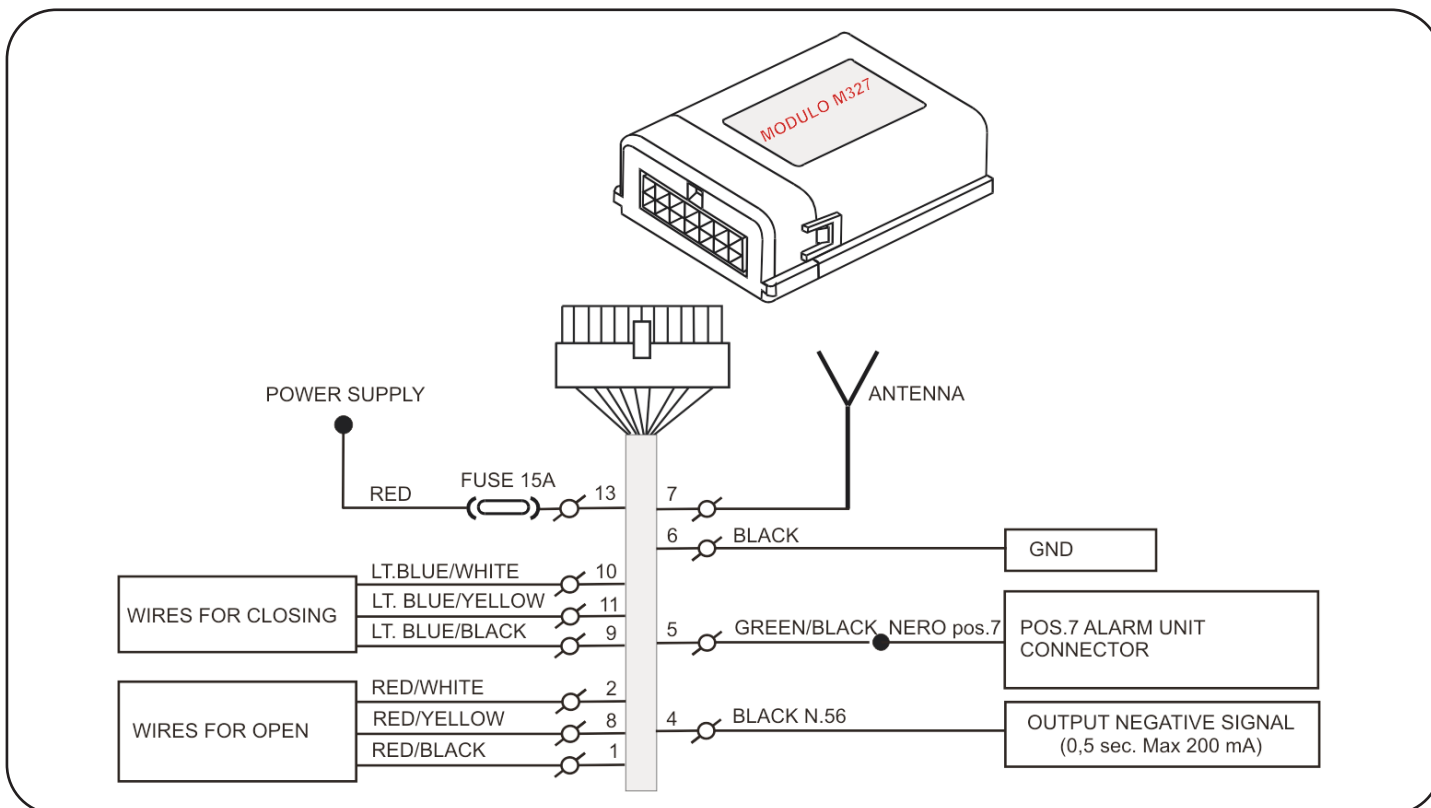 MODULO M327
POWER SUPPLY
ANTENNA
FUSE 15A
RED
13
7
6
BLACK
GND
WIRES FOR CLOSING
LT.BLUE/WHITE
10
LT. BLUE/YELLOW
11
LT. BLUE/BLACK
9
5
GREEN/BLACK
NERO pos.7
POS.7 ALARM UNIT
CONNECTOR
WIRES FOR OPEN
RED/WHITE
2
RED/YELLOW
8
RED/BLACK
1
4
BLACK N.56
OUTPUT NEGATIVE SIGNAL
(0,5 sec. Max 200 mA)